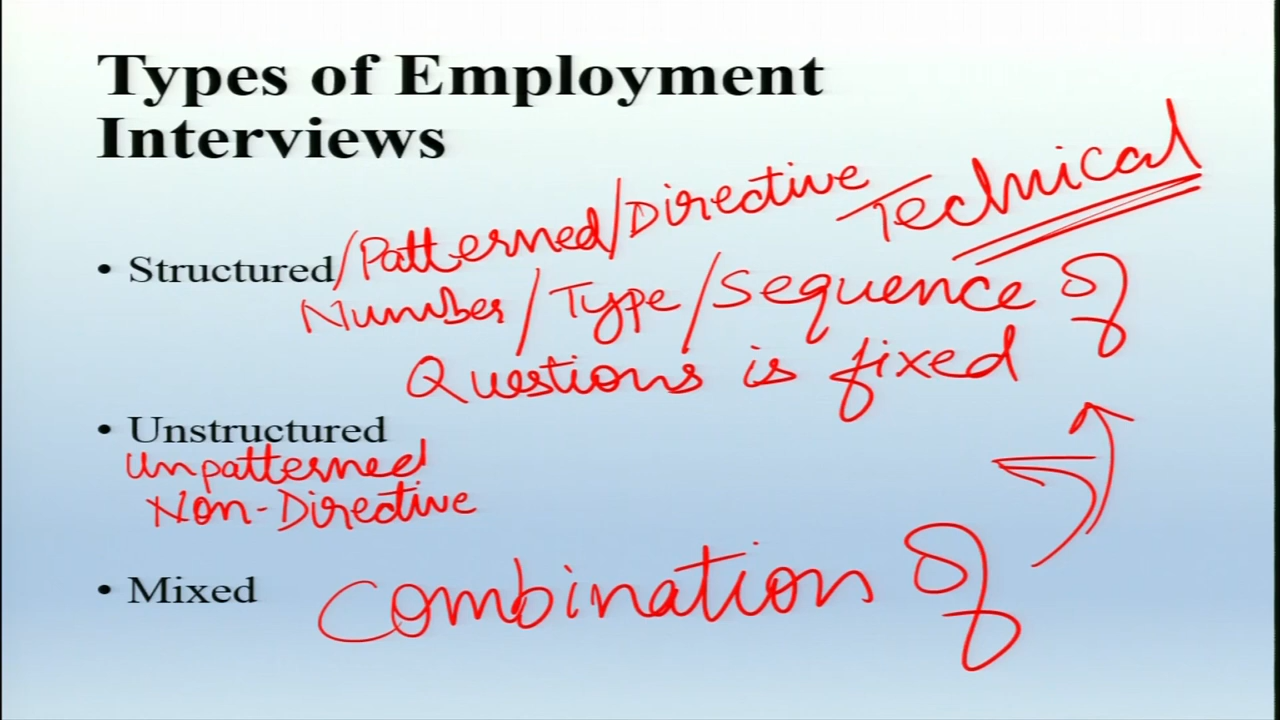 Types of Employment
Interviews
• Structured/Patterned/Directive Technical
Number/Type/Sequence of
Questions is fixed
• Unstructured
Unpatterned
Non-Directive
• Mixed Combination of